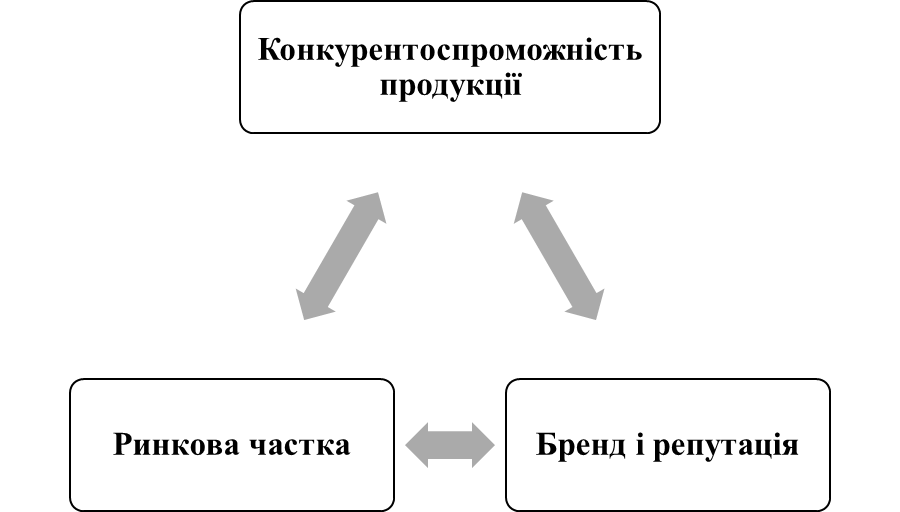 Конкурентоспроможність
продукції
Ринкова частка
Бренд і репутація